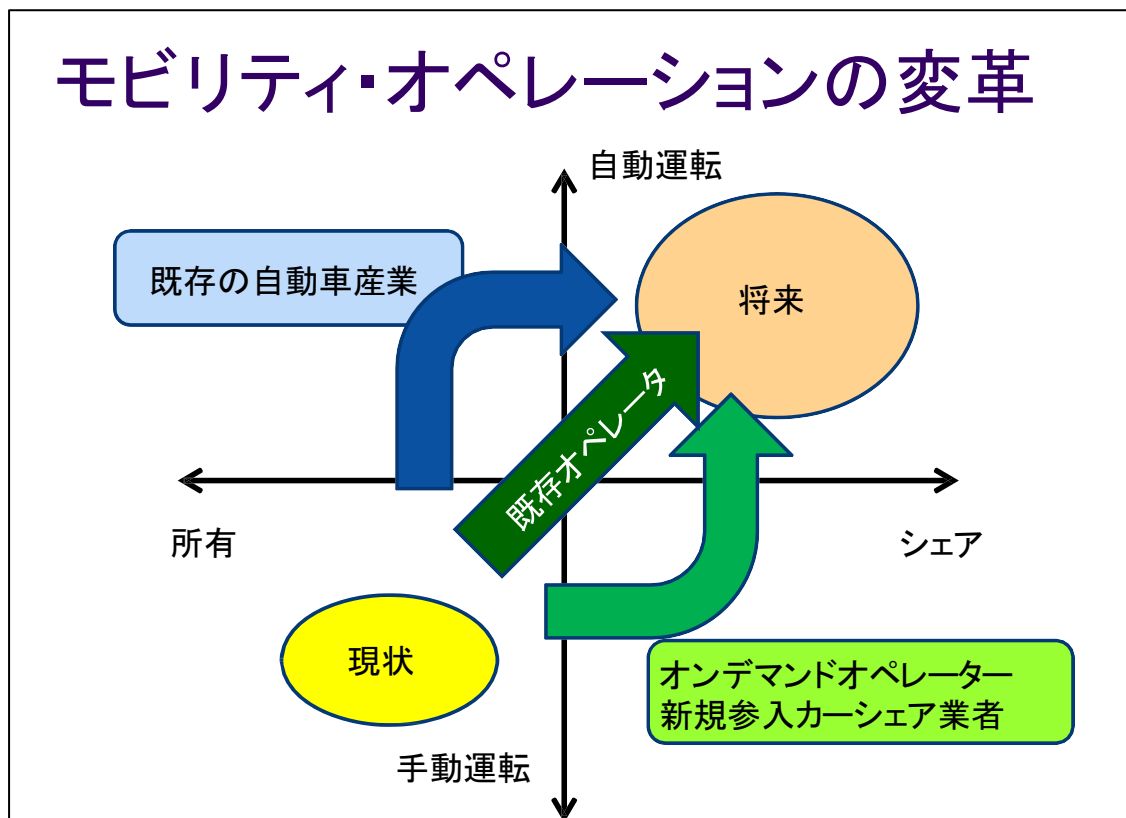 モビリティ・オペレーションの変革
自動運転
既存の自動車産業
将来
既存オペレータ
所有
シェア
現状
オンデマンドオペレーター
新規参入カーシェア業者
手動運転